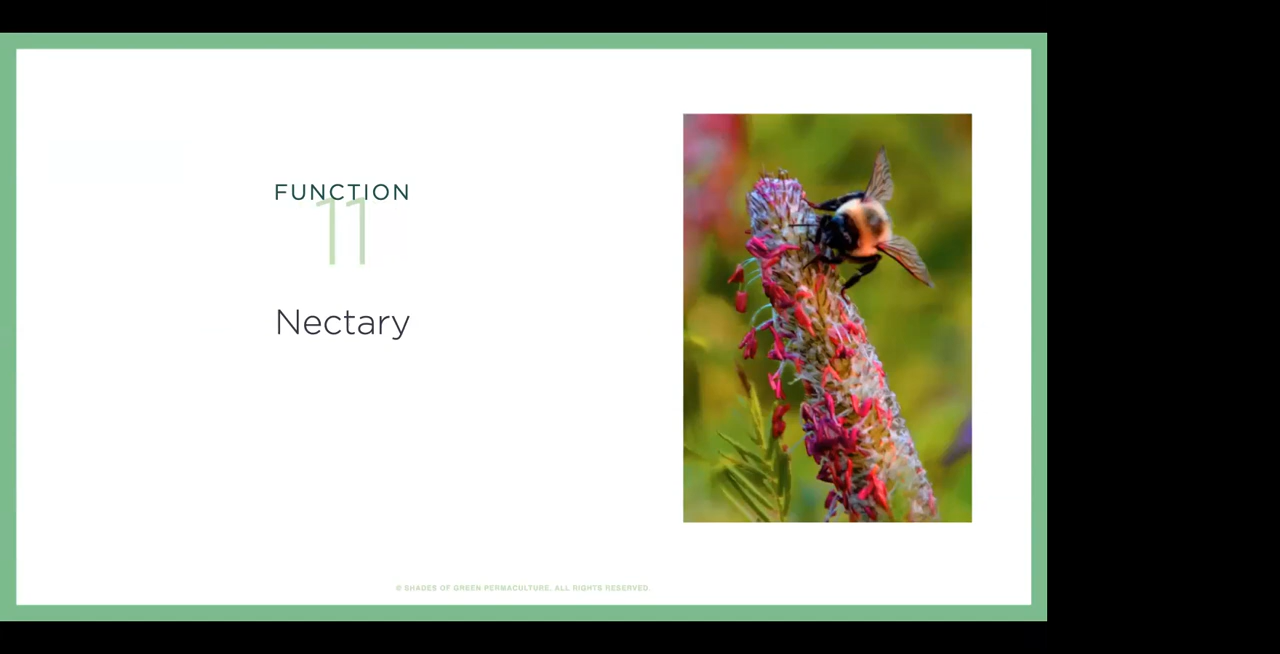 FUNCTION
11
Nectary
© SHADES OF GREEN PERMACULTURE. ALL RIGHTS RESERVED.